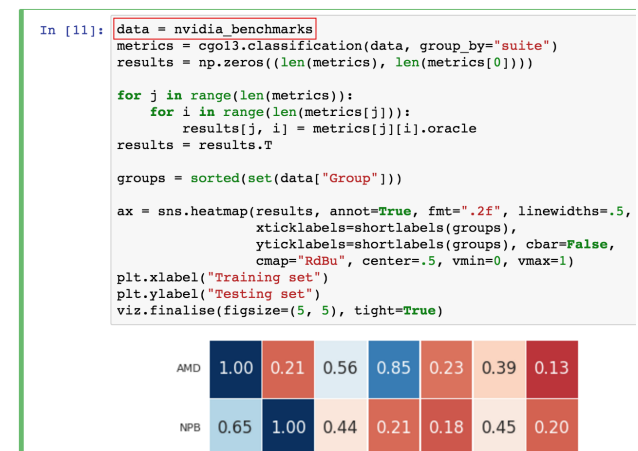 In [11]: data = nvidia_benchmarks
metrics = cgo13.classification(data, group_by="suite")
results = np.zeros((len(metrics), len(metrics[0])))
for j in range(len(metrics)):
    for i in range(len(metrics[j])):
        results[j, i] = metrics[j][i].oracle
results = results.T
groups = sorted(set(data["Group"]))
ax = sns.heatmap(results, annot=True, fmt=".2f", linewidths=.5,
                 xticklabels=shortlabels(groups),
                 yticklabels=shortlabels(groups), cbar=False,
                 cmap="RdBu", center=.5, vmin=0, vmax=1)
plt.xlabel("Training set")
plt.ylabel("Testing set")
viz.finalise(figsize=(5, 5), tight=True)
AMD 1.00 0.21 0.56 0.85 0.23 0.39 0.13
NPB 0.65 1.00 0.44 0.21 0.18 0.45 0.20